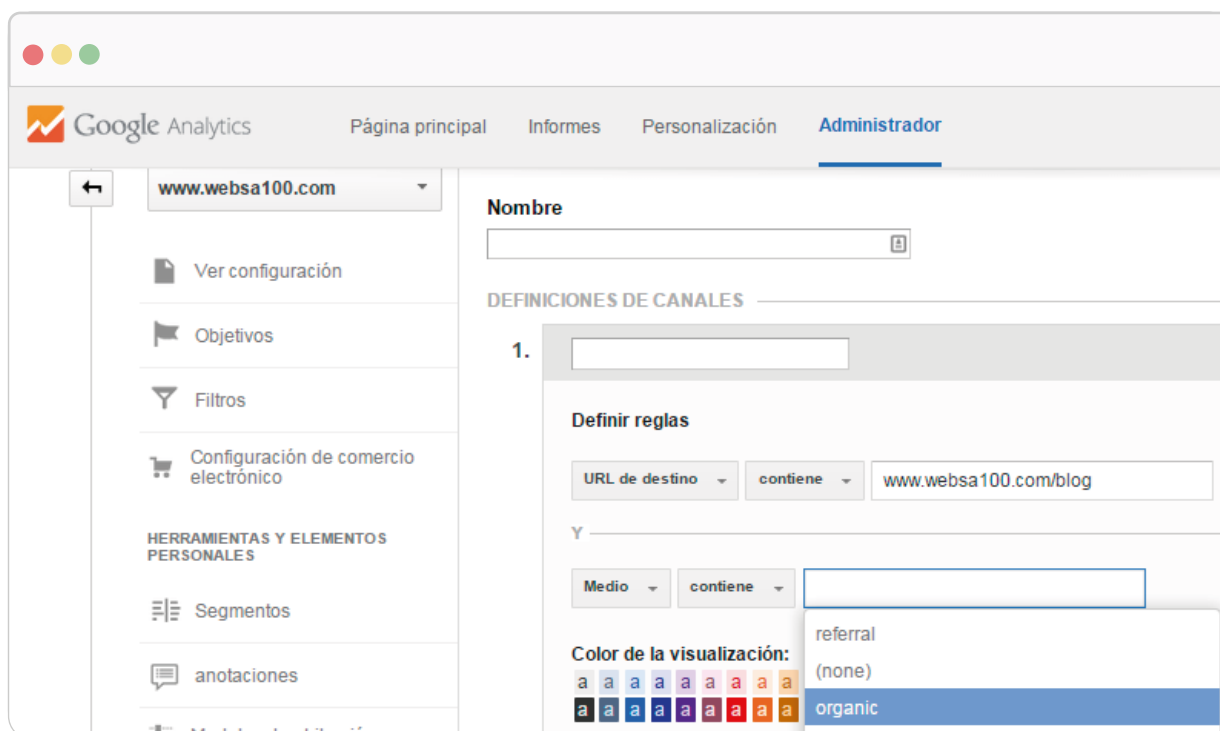 Google Analytics
Página principal
Informes
Personalización
Administrador
www.websa100.com
Ver configuración
Objetivos
Filtros
Configuración de comercio
electrónico
HERRAMIENTAS Y ELEMENTOS
PERSONALES
Segmentos
anotaciones
Nombre
DEFINICIONES DE CANALES
1.
Definir reglas
URL de destino
contiene
www.websa100.com/blog
Y
Medio
contiene
referral
(none)
organic
Color de la visualización:
a a a a a a a a a
a a a a a a a a a